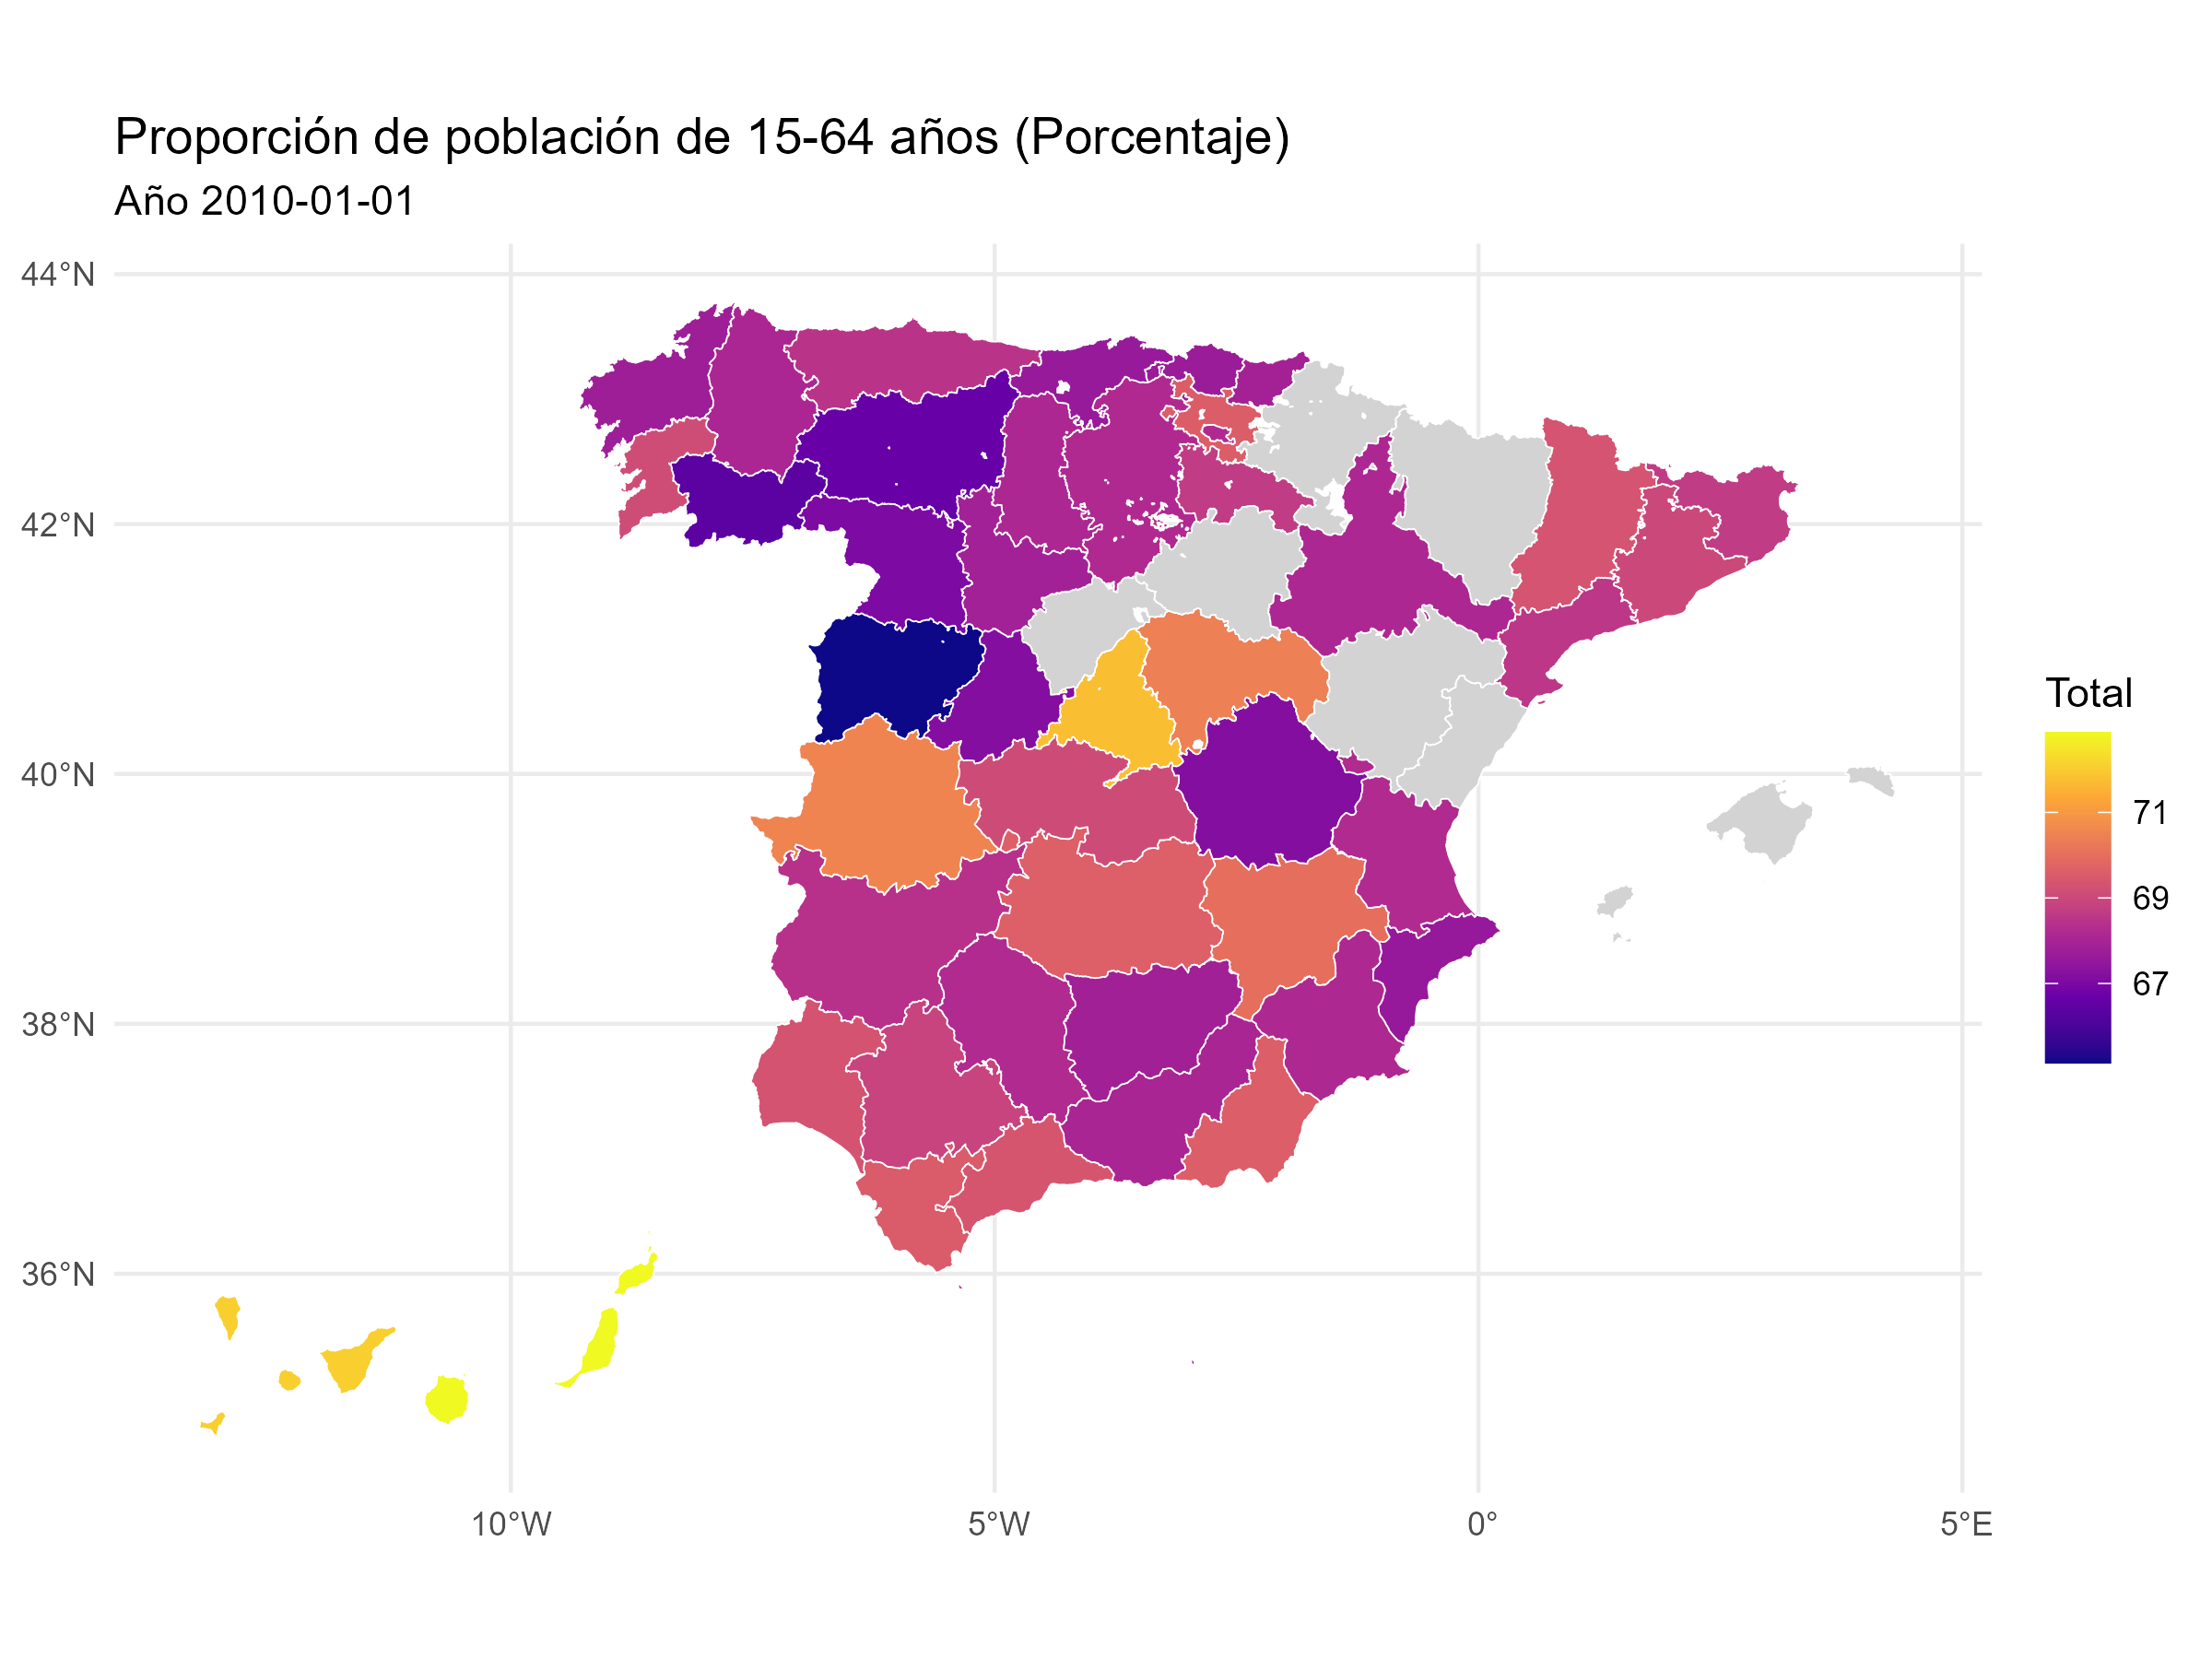 Proporción de población de 15-64 años (Porcentaje)
Año 2010-01-01
44°N
42°N
40°N
38°N
36°N
10°W
5°W
0°
5°E
Total
71
69
67